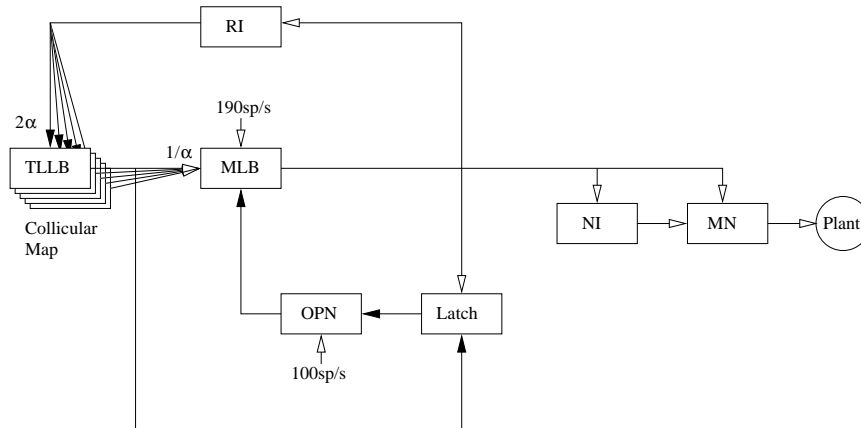 RI
190sp/s
2α
1/α
TLLB
MLB
Collicular
Map
NI
MN
Plant
OPN
Latch
100sp/s